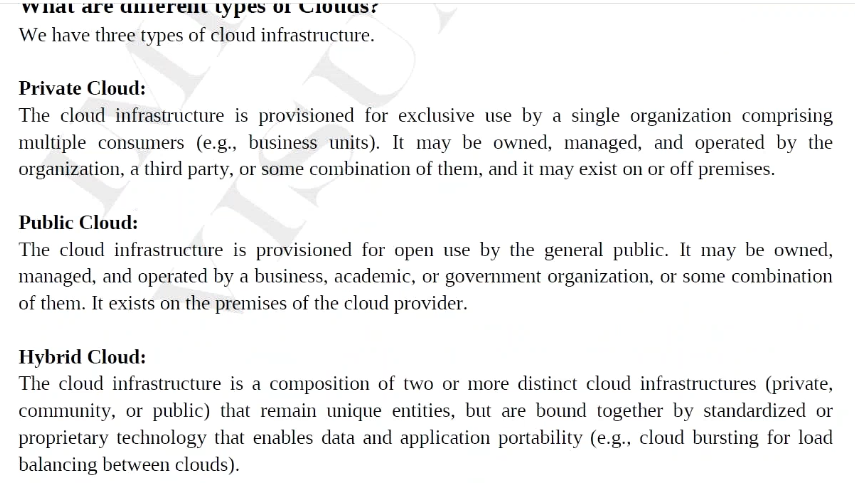 What are different types of Clouds?
We have three types of cloud infrastructure.
Private Cloud:
The cloud infrastructure is provisioned for exclusive use by a single organization comprising
multiple consumers (e.g., business units). It may be owned, managed, and operated by the
organization, a third party, or some combination of them, and it may exist on or off premises.
Public Cloud:
The cloud infrastructure is provisioned for open use by the general public. It may be owned,
managed, and operated by a business, academic, or government organization, or some combination
of them. It exists on the premises of the cloud provider.
Hybrid Cloud:
The cloud infrastructure is a composition of two or more distinct cloud infrastructures (private,
community, or public) that remain unique entities, but are bound together by standardized or
proprietary technology that enables data and application portability (e.g., cloud bursting for load
balancing between clouds).